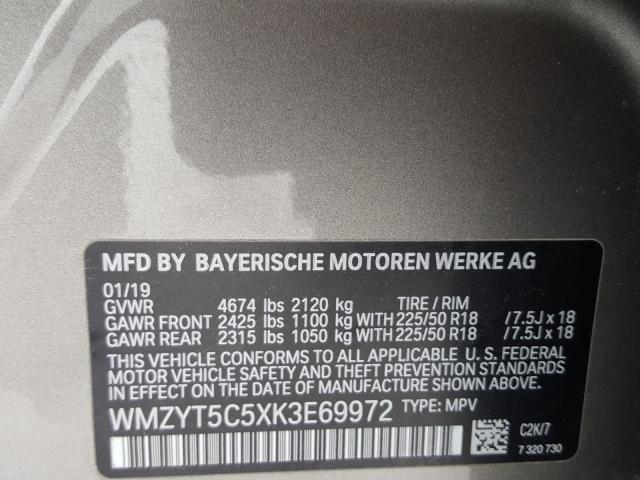 MFD BY BAYERISCHE MOTOREN WERKE AG
01/19
GVWR 4674 lbs 2120 kg TIRE / RIM
GAWR FRONT 2425 lbs 1100 kg WITH 225/50 R18 /7.5J x 18
GAWR REAR 2315 lbs 1050 kg WITH 225/50 R18 /7.5J x 18
THIS VEHICLE CONFORMS TO ALL APPLICABLE U.S. FEDERAL
MOTOR VEHICLE SAFETY AND THEFT PREVENTION STANDARDS
IN EFFECT ON THE DATE OF MANUFACTURE SHOWN ABOVE.
WMZYT5C5XK3E69972 TYPE: MPV
C2K/7
7 320 730